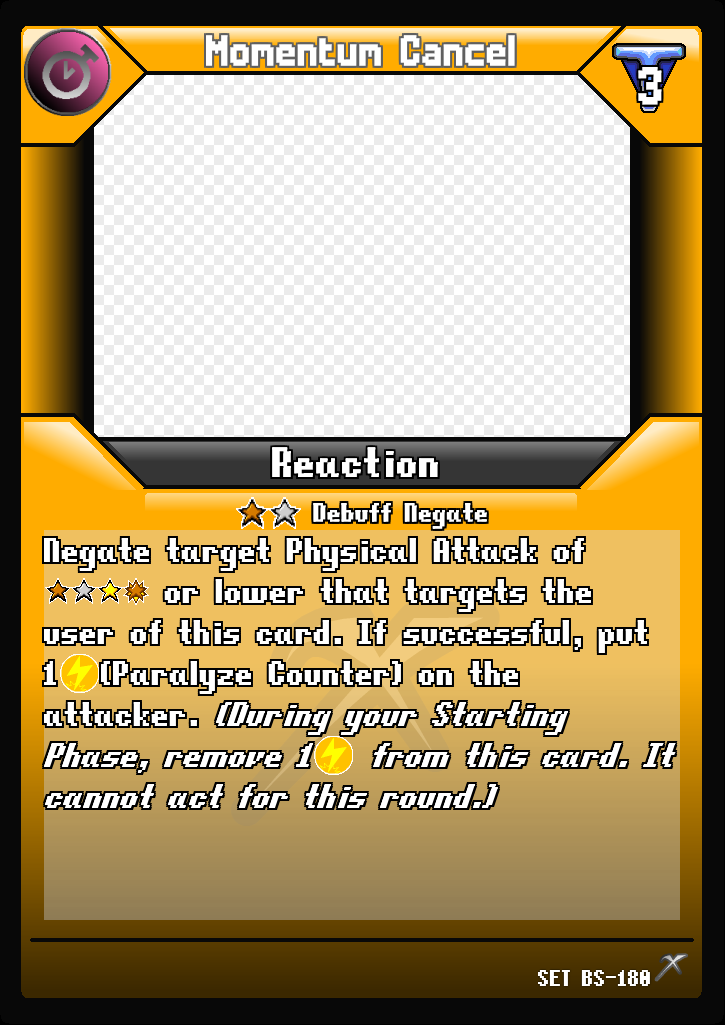 Momentum Cancel
3
Reaction
Debuff Negate
Negate target Physical Attack of
or lower that targets the
user of this card. If successful, put
1 (Paralyze Counter) on the
attacker. (During your Starting
Phase, remove 1 from this card. It
cannot act for this round.)
SET BS-180